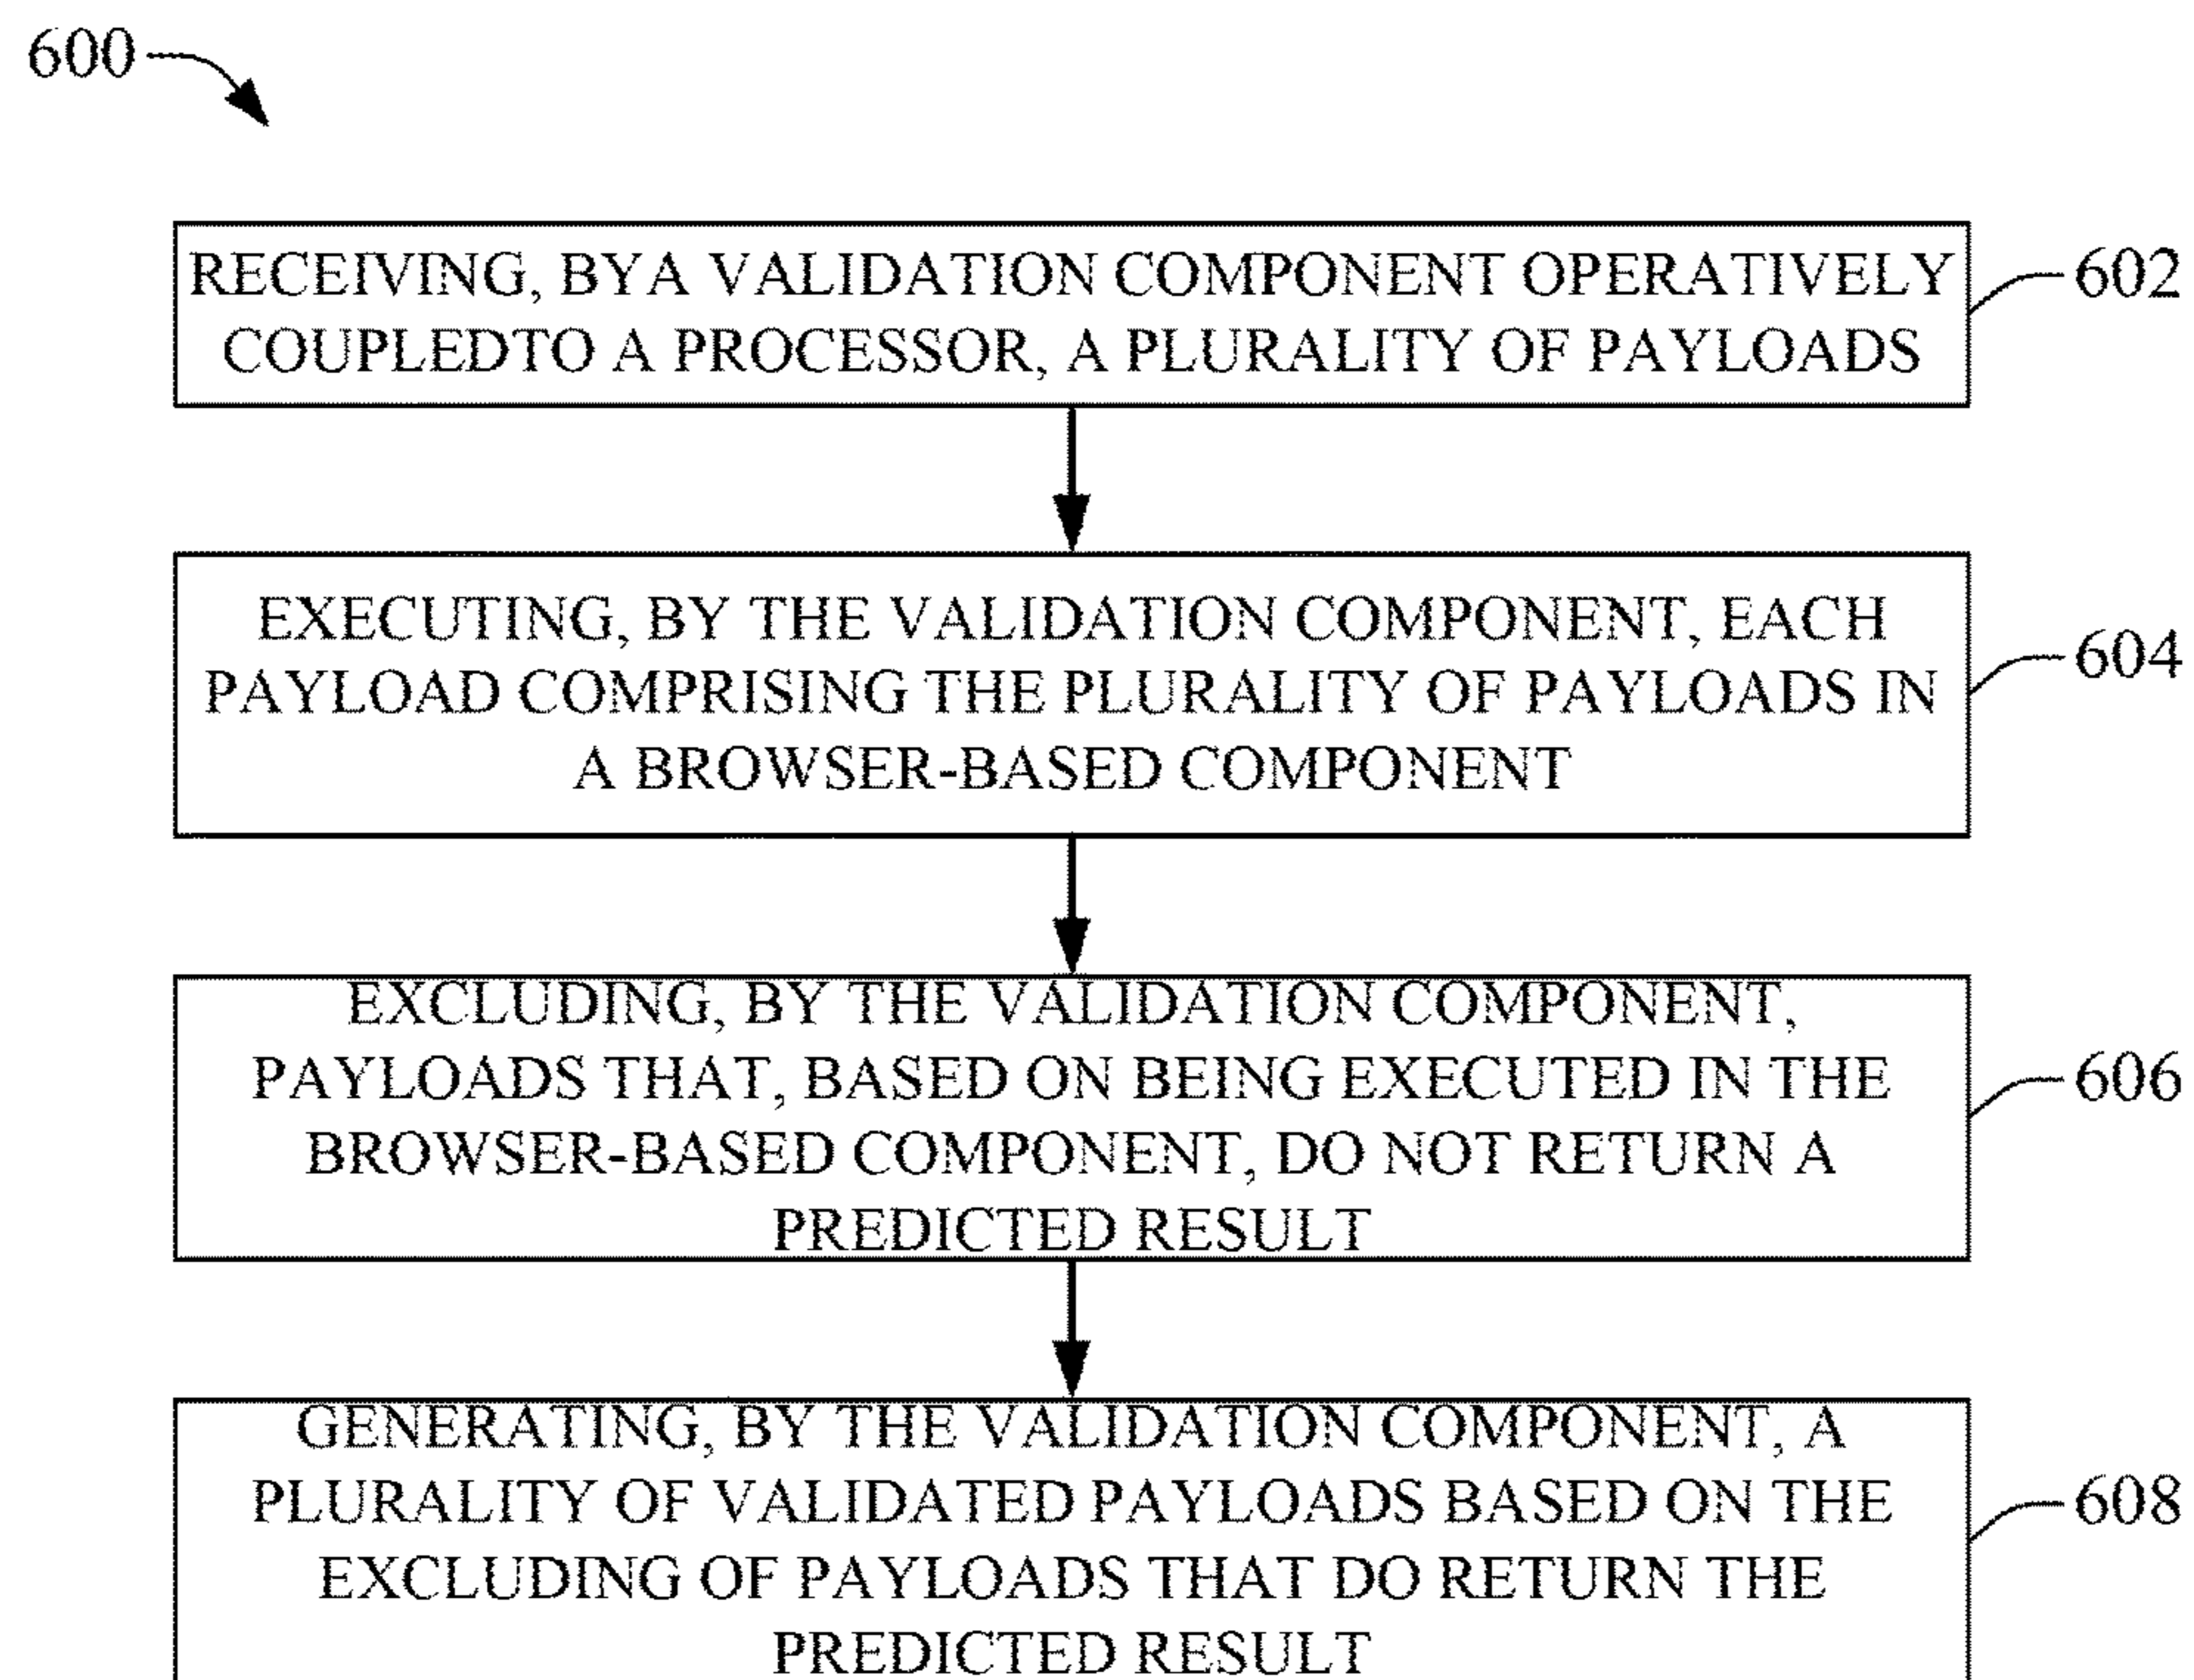 600
RECEIVING, BYA VALIDATION COMPONENT OPERATIVELY
COUPLEDTO A PROCESSOR, A PLURALITY OF PAYLOADS
602
EXECUTING, BY THE VALIDATION COMPONENT, EACH
PAYLOAD COMPRISING THE PLURALITY OF PAYLOADS IN
A BROWSER-BASED COMPONENT
604
EXCLUDING, BY THE VALIDATION COMPONENT,
PAYLOADS THAT, BASED ON BEING EXECUTED IN THE
BROWSER-BASED COMPONENT, DO NOT RETURN A
PREDICTED RESULT
606
GENERATING, BY THE VALIDATION COMPONENT, A
PLURALITY OF VALIDATED PAYLOADS BASED ON THE
EXCLUDING OF PAYLOADS THAT DO RETURN THE
PREDICTED RESULT
608